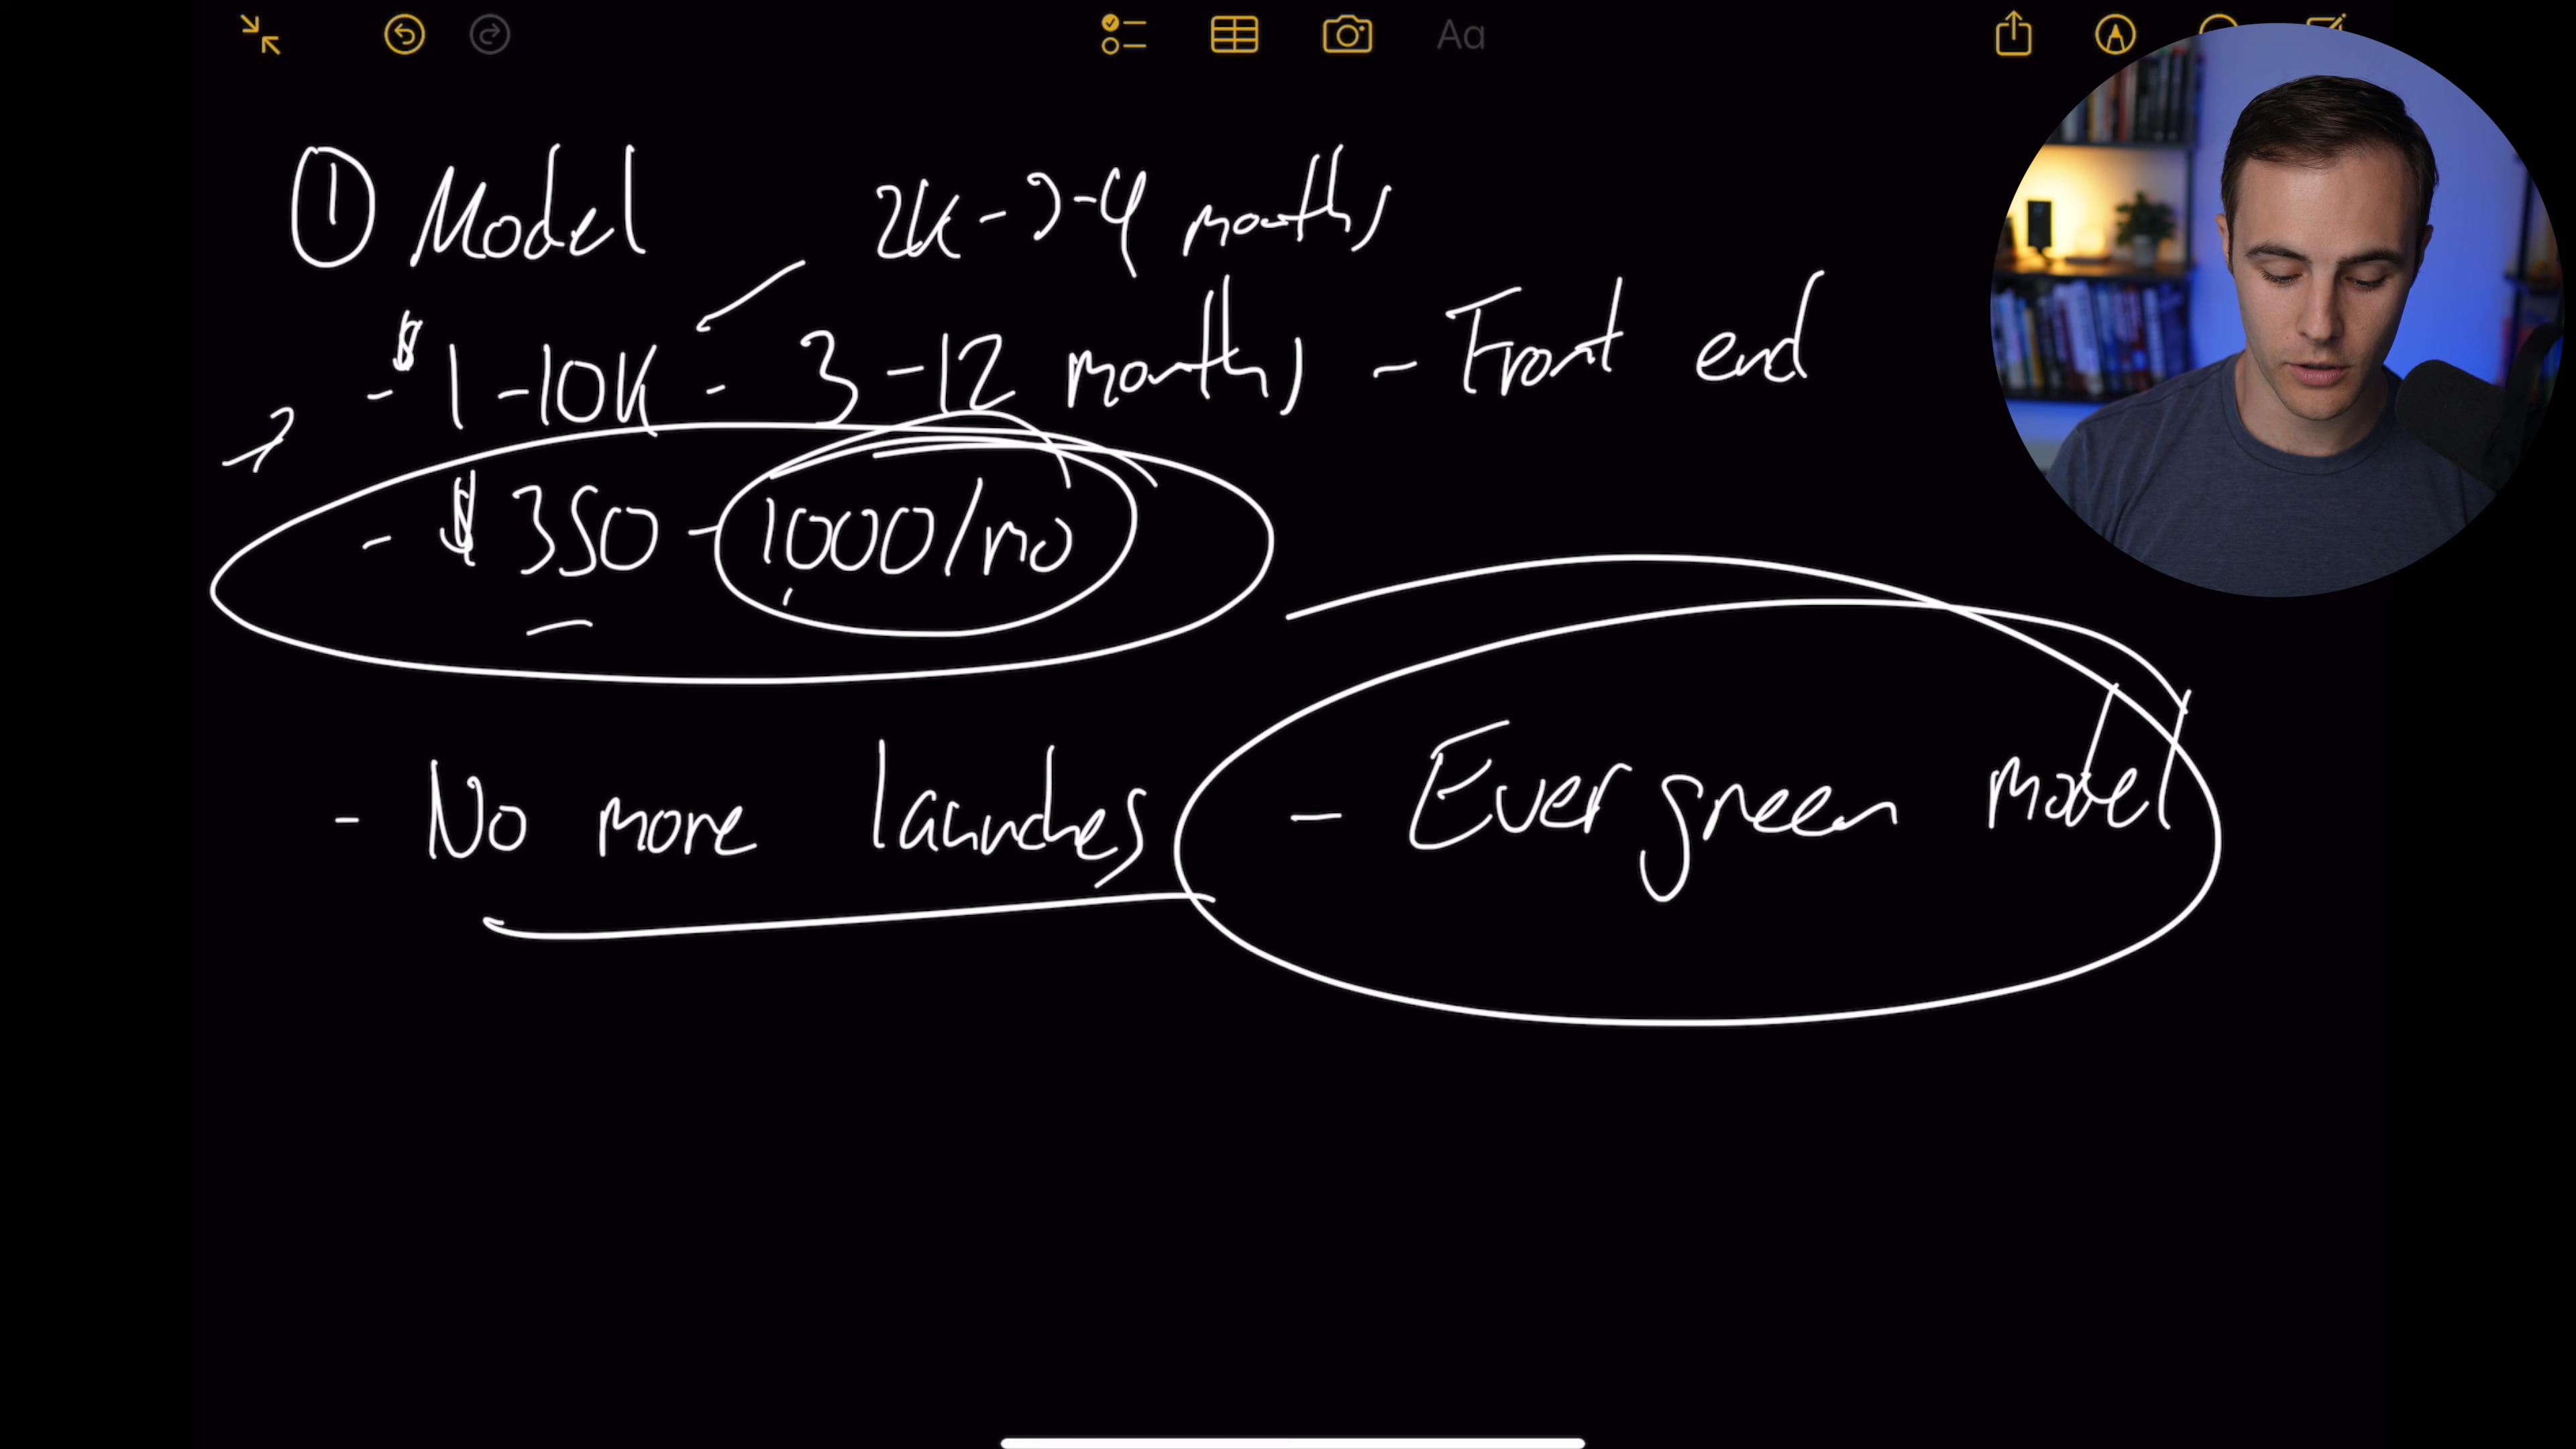 Aa
① Model
2k - 3-4 months
- $1-10K - 3-12 months - Front end
- $350 - 1000/mo
- No more launches
- Evergreen model